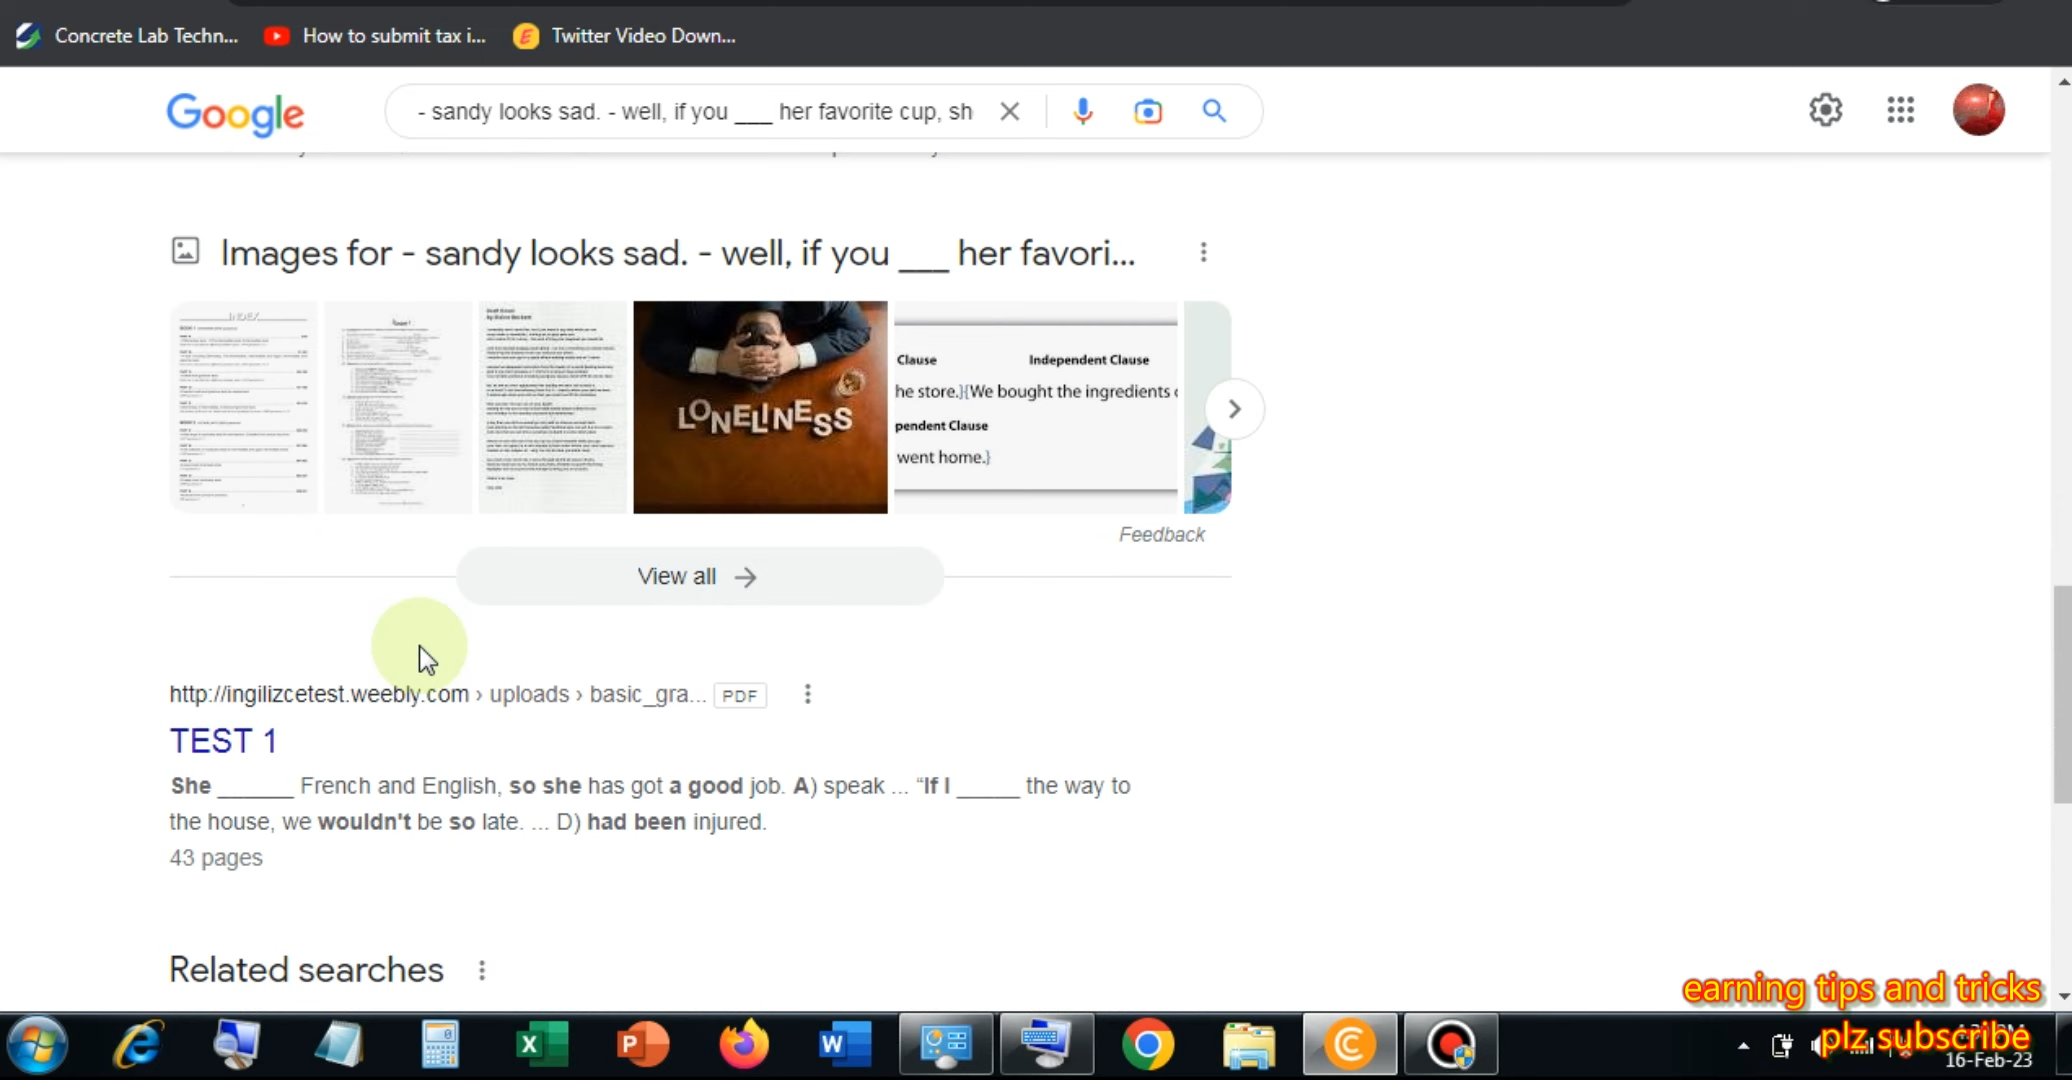 Concrete Lab Techn... How to submit tax i... Twitter Video Down...
Google - sandy looks sad. - well, if you ___ her favorite cup, sh
Images for - sandy looks sad. - well, if you ___ her favori...
INDEX
LONELINESS
Clause Independent Clause
he store.}{We bought the ingredients
pendent Clause
went home.}
Feedback
View all
http://ingilizcetest.weebly.com › uploads › basic_gra... PDF
TEST 1
She ______ French and English, so she has got a good job. A) speak ... “If I _____ the way to
the house, we wouldn't be so late. ... D) had been injured.
43 pages
Related searches
earning tips and tricks
plz subscribe
16-Feb-23